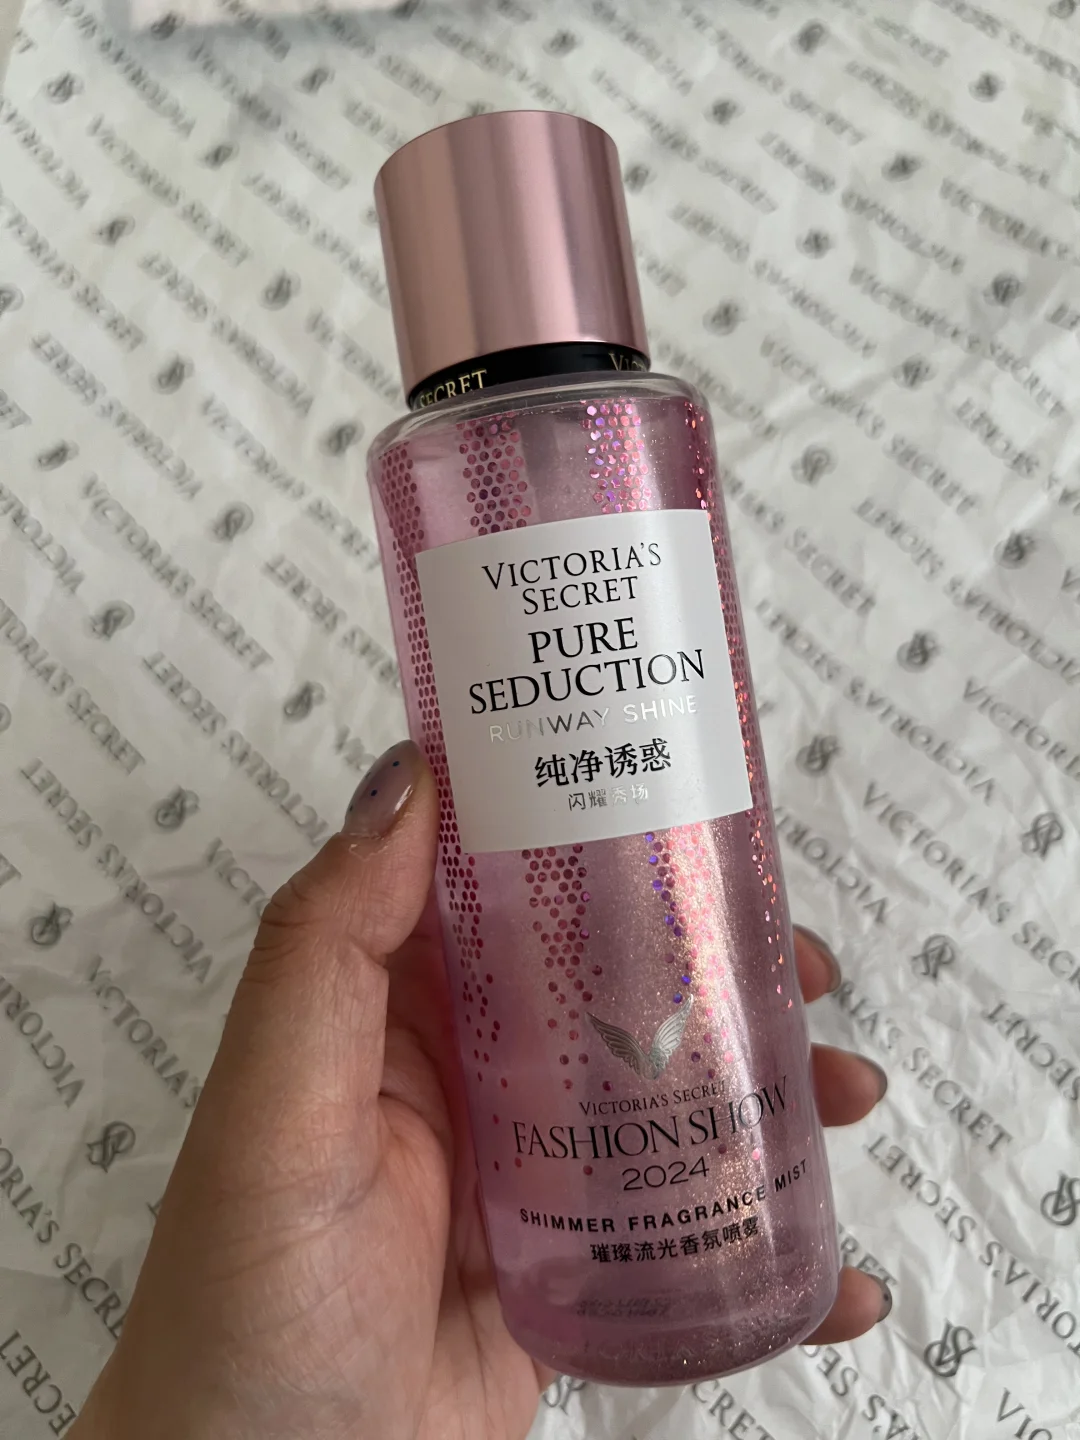 SECRET
VICTORIA'S
SECRET
PURE
SEDUCTION
RUNWAY SHINE
纯净诱惑
闪耀秀场
VICTORIA'S SECRET
FASHION SHOW
2024
SHIMMER FRAGRANCE MIST
璀璨流光香氛喷雾